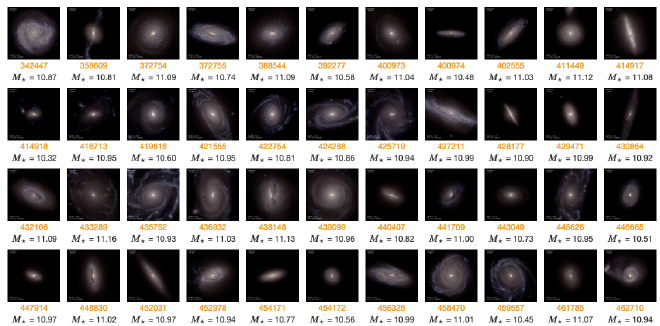 342447 358609 372754 372755 388544 392277 400973 400974 402555 411449 414917
M⋆ = 10.87 M⋆ = 10.81 M⋆ = 11.09 M⋆ = 10.74 M⋆ = 11.09 M⋆ = 10.58 M⋆ = 11.04 M⋆ = 10.48 M⋆ = 11.03 M⋆ = 11.12 M⋆ = 11.08
414918 416713 419618 421555 422754 424288 425719 427211 428177 429471 430864
M⋆ = 10.32 M⋆ = 10.95 M⋆ = 10.60 M⋆ = 10.95 M⋆ = 10.81 M⋆ = 10.86 M⋆ = 10.94 M⋆ = 10.99 M⋆ = 10.90 M⋆ = 10.99 M⋆ = 10.92
432106 433289 435752 436932 438148 439099 440407 441709 443049 445626 446665
M⋆ = 11.09 M⋆ = 11.16 M⋆ = 10.93 M⋆ = 11.03 M⋆ = 11.13 M⋆ = 10.96 M⋆ = 10.82 M⋆ = 11.00 M⋆ = 10.73 M⋆ = 10.95 M⋆ = 10.51
447914 448830 452031 452978 454171 454172 456326 458470 459557 461785 462710
M⋆ = 10.97 M⋆ = 11.02 M⋆ = 10.97 M⋆ = 10.94 M⋆ = 10.77 M⋆ = 10.56 M⋆ = 10.99 M⋆ = 11.01 M⋆ = 10.45 M⋆ = 11.07 M⋆ = 10.94